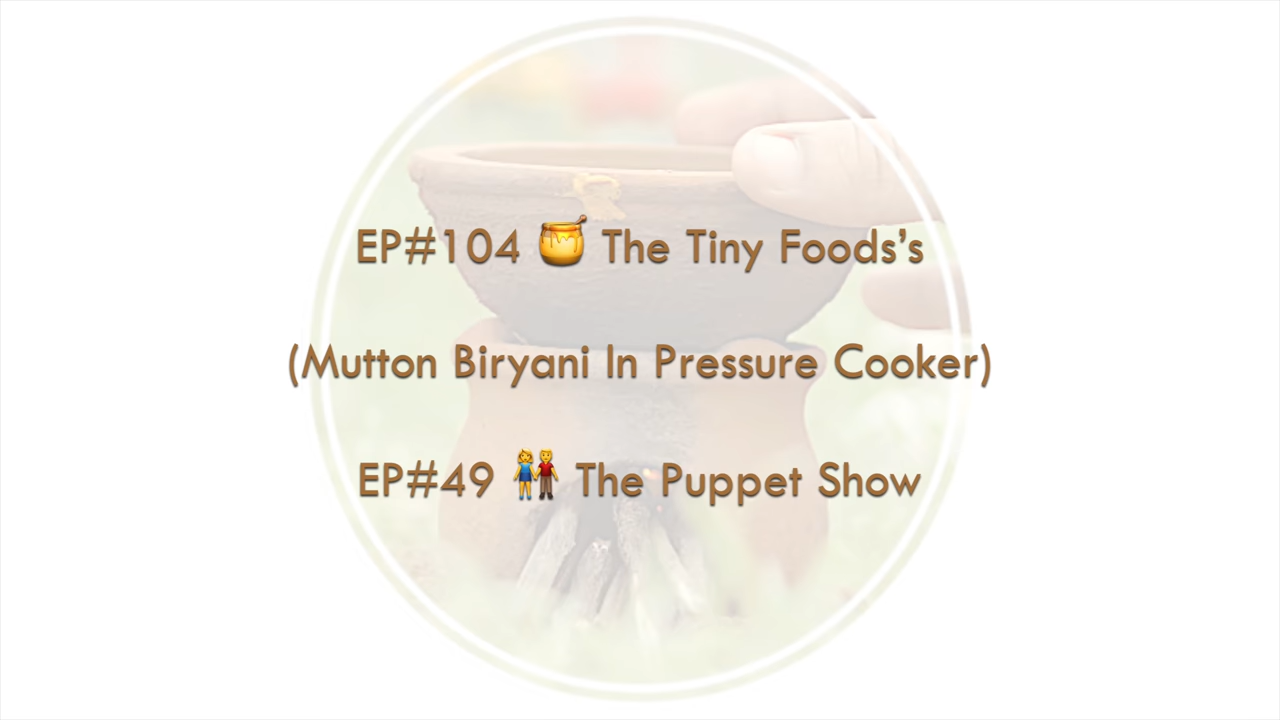 EP#104 🍯 The Tiny Foods’s
(Mutton Biryani In Pressure Cooker)
EP#49 👫 The Puppet Show